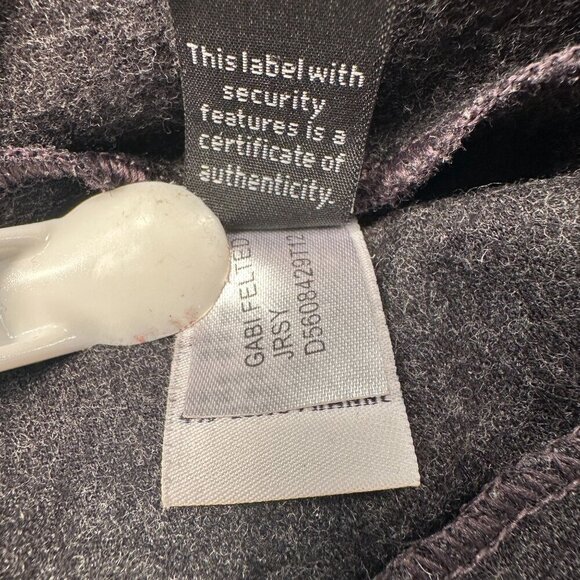 This label with
security
features is a
certificate of
authenticity.
GABI FELTED
JRSY
D5608429T12